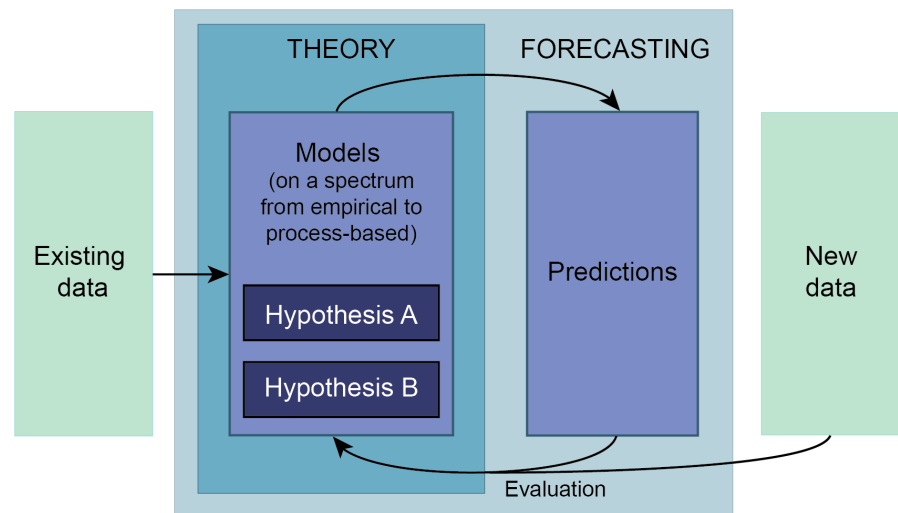 THEORY
FORECASTING
Existing
data
Models
(on a spectrum
from empirical to
process-based)
Hypothesis A
Hypothesis B
Predictions
New
data
Evaluation